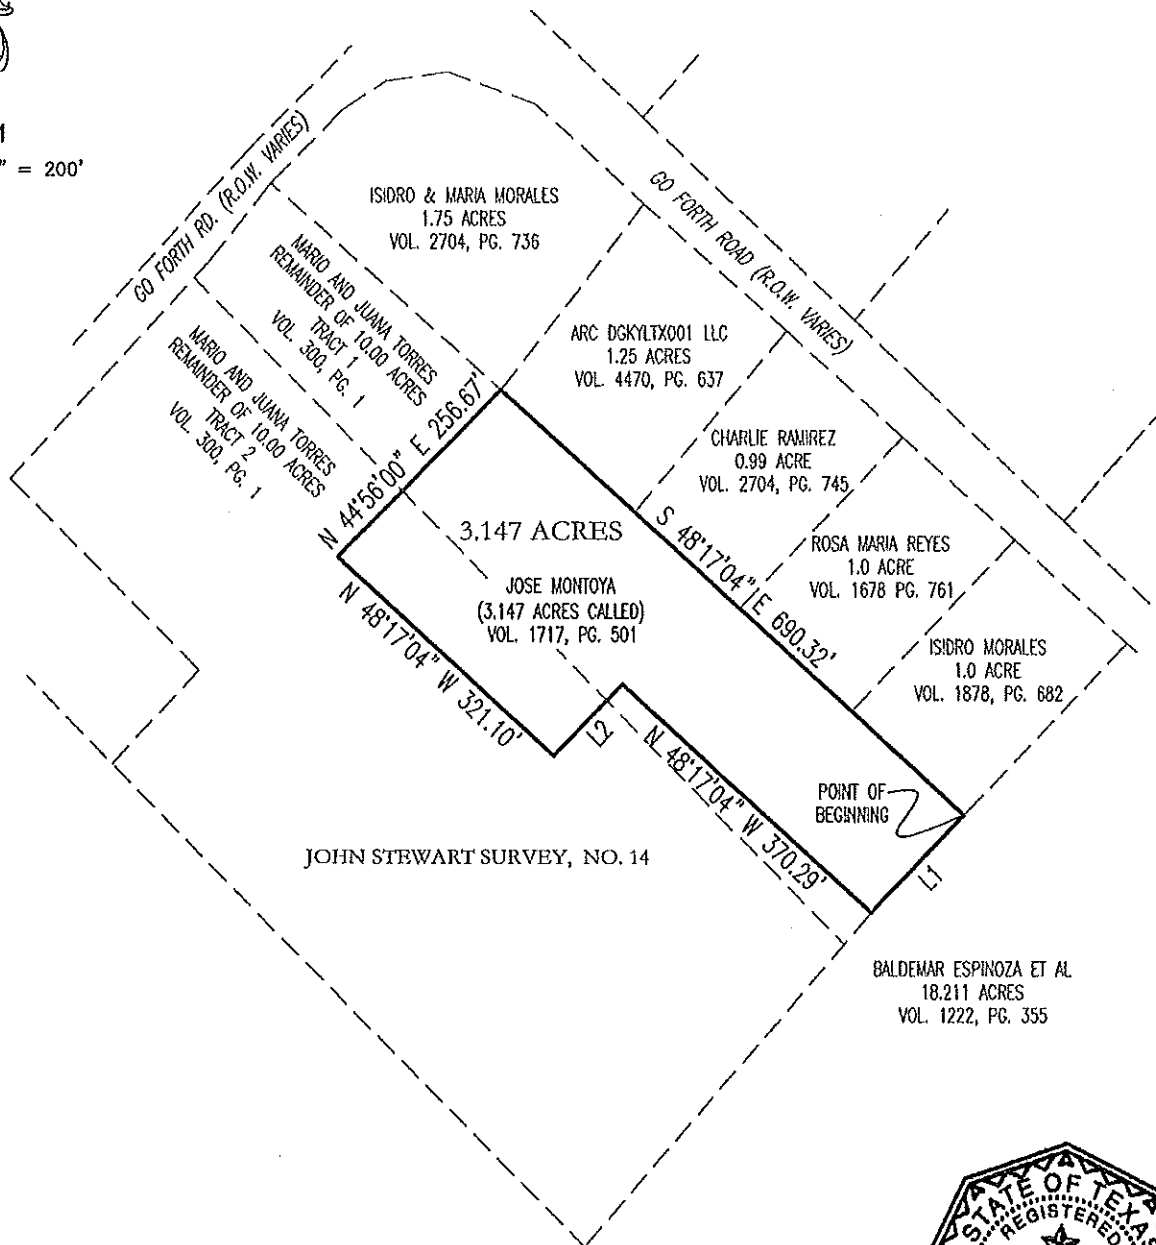 " = 200'
GO FORTH RD. (R.O.W. VARIES)
ISIDRO & MARIA MORALES
1.75 ACRES
VOL. 2704, PG. 736
GO FORTH ROAD (R.O.W. VARIES)
MARIO AND JUANA TORRES
REMAINDER OF 10.00 ACRES
TRACT 1
VOL. 300, PG. 1
MARIO AND JUANA TORRES
REMAINDER OF 10.00 ACRES
TRACT 2
VOL. 300, PG. 1
ARC DGKYLTX001 LLC
1.25 ACRES
VOL. 4470, PG. 637
CHARLIE RAMIREZ
0.99 ACRE
VOL. 2704, PG. 745
ROSA MARIA REYES
1.0 ACRE
VOL. 1678 PG. 761
ISIDRO MORALES
1.0 ACRE
VOL. 1878, PG. 682
N 44°56'00" E 256.67'
S 48°17'04" E 690.32'
3.147 ACRES
JOSE MONTOYA
(3.147 ACRES CALLED)
VOL. 1717, PG. 501
N 48°17'04" W 321.10'
L2
N 48°17'04" W 370.29'
POINT OF
BEGINNING
L1
JOHN STEWART SURVEY, NO. 14
BALDEMAR ESPINOZA ET AL
18.211 ACRES
VOL. 1222, PG. 355
STATE OF TEXAS
REGISTERED